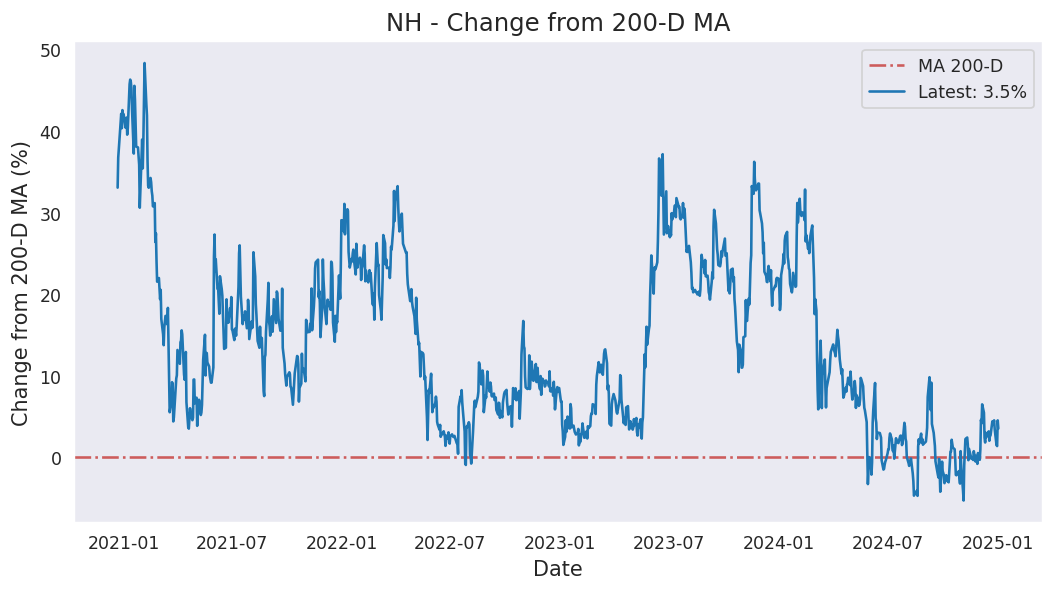 NH - Change from 200-D MA
50
40
30
20
10
0
Change from 200-D MA (%)
MA 200-D
Latest: 3.5%
2021-01 2021-07 2022-01 2022-07 2023-01 2023-07 2024-01 2024-07 2025-01
Date